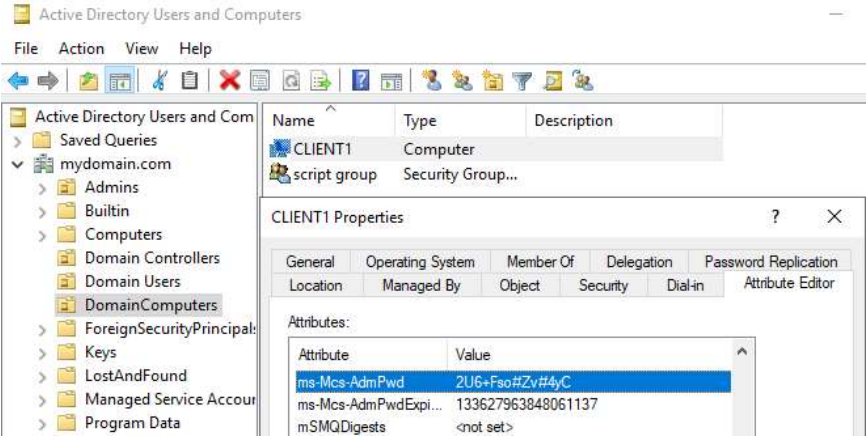 Active Directory Users and Computers
File Action View Help
Active Directory Users and Com
Saved Queries
mydomain.com
Admins
Builtin
Computers
Domain Controllers
Domain Users
DomainComputers
ForeignSecurityPrincipal:
Keys
LostAndFound
Managed Service Accour
Program Data
Name Type Description
CLIENT1 Computer
script group Security Group...
CLIENT1 Properties ?
General Operating System Member Of Delegation Password Replication
Location Managed By Object Security Dial-in Attribute Editor
Attributes:
Attribute Value
ms-Mcs-AdmPwd 2U6+Fso#Zv#4yC
ms-Mcs-AdmPwdExpi... 133627963848061137
mSMQDigests <not set>